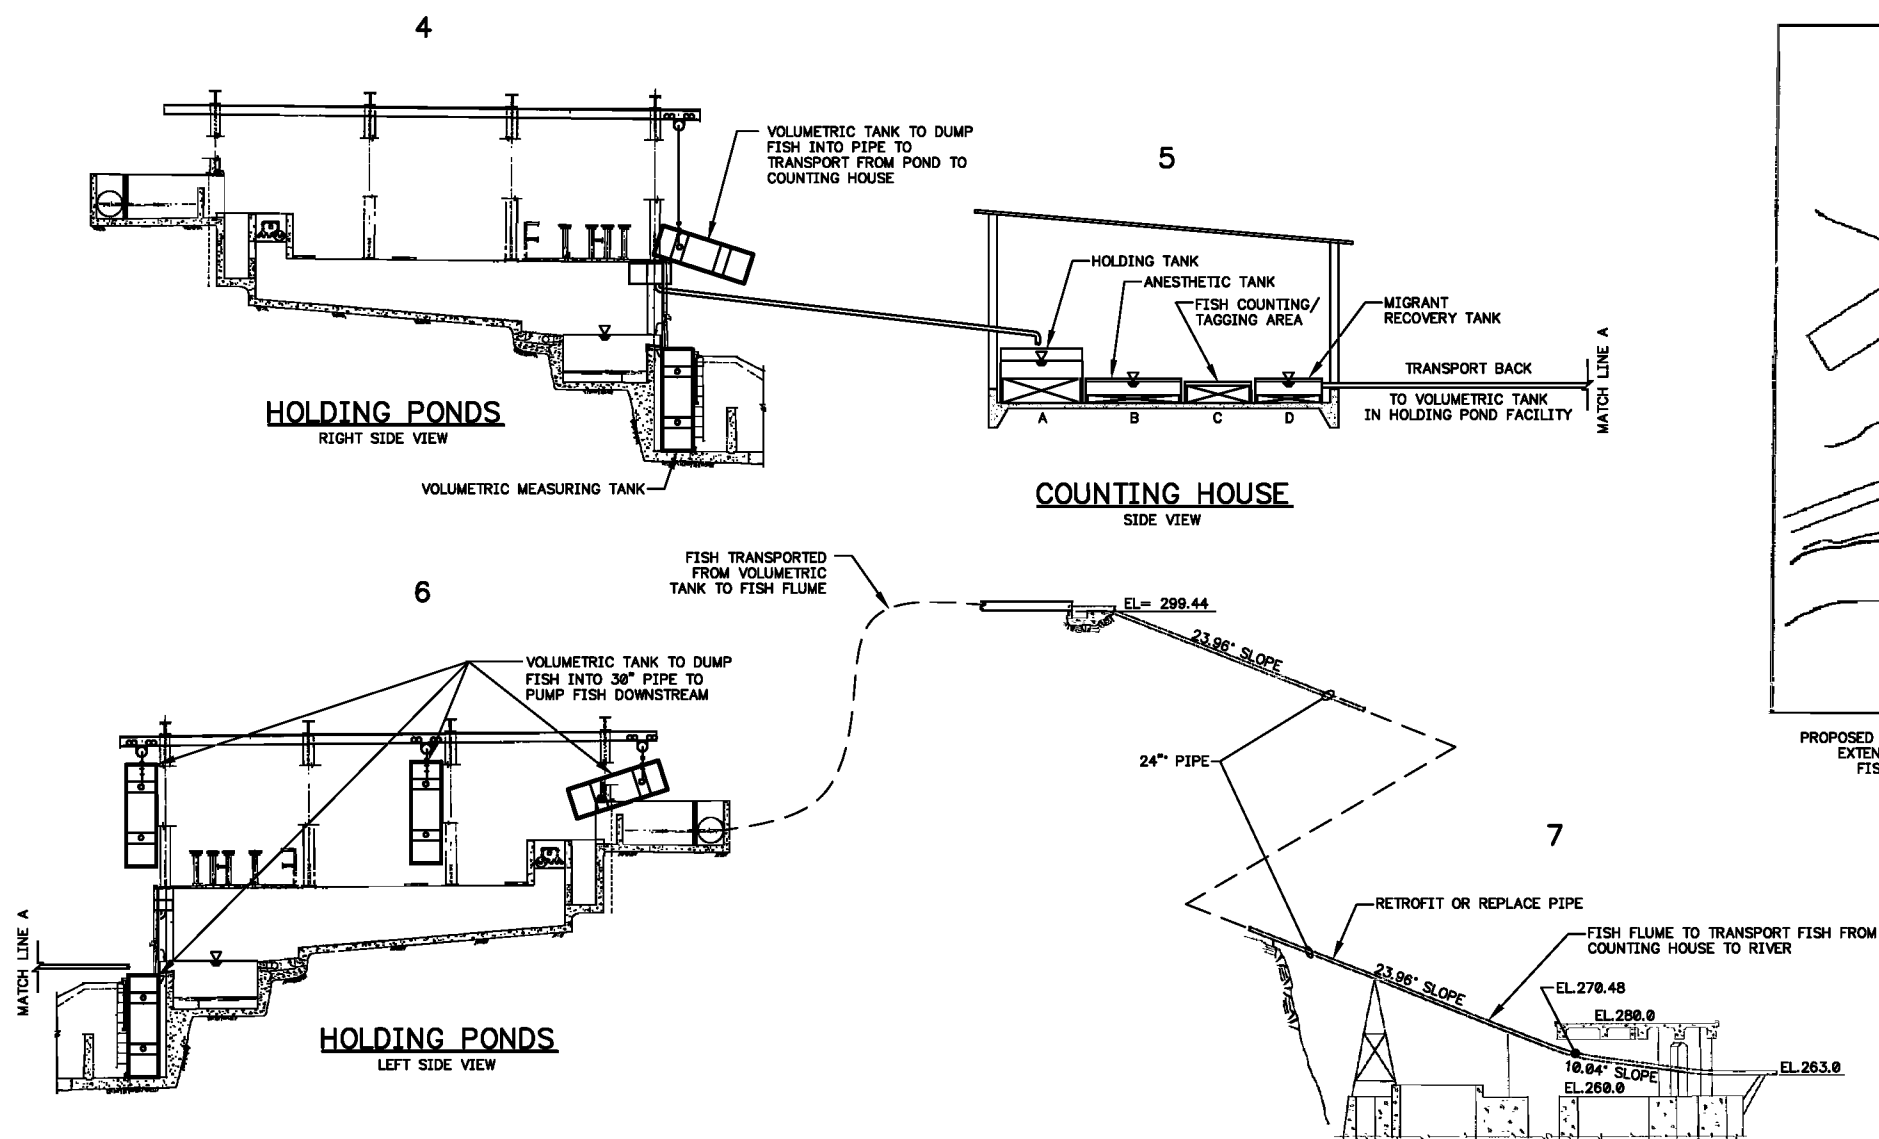 4
VOLUMETRIC TANK TO DUMP
FISH INTO PIPE TO
TRANSPORT FROM POND TO
COUNTING HOUSE
HOLDING PONDS
RIGHT SIDE VIEW
VOLUMETRIC MEASURING TANK
5
HOLDING TANK
ANESTHETIC TANK
FISH COUNTING/
TAGGING AREA
MIGRANT
RECOVERY TANK
TRANSPORT BACK
TO VOLUMETRIC TANK
IN HOLDING POND FACILITY
MATCH LINE A
A B C D
COUNTING HOUSE
SIDE VIEW
6
FISH TRANSPORTED
FROM VOLUMETRIC
TANK TO FISH FLUME
VOLUMETRIC TANK TO DUMP
FISH INTO 30" PIPE TO
PUMP FISH DOWNSTREAM
MATCH LINE A
HOLDING PONDS
LEFT SIDE VIEW
EL= 299.44
23.96° SLOPE
24"° PIPE
PROPOSED
EXTEN
FIS
7
RETROFIT OR REPLACE PIPE
FISH FLUME TO TRANSPORT FISH FROM
COUNTING HOUSE TO RIVER
23.96° SLOPE
EL.270.48
EL.280.0
10.04° SLOPE
EL.260.0
EL.263.0